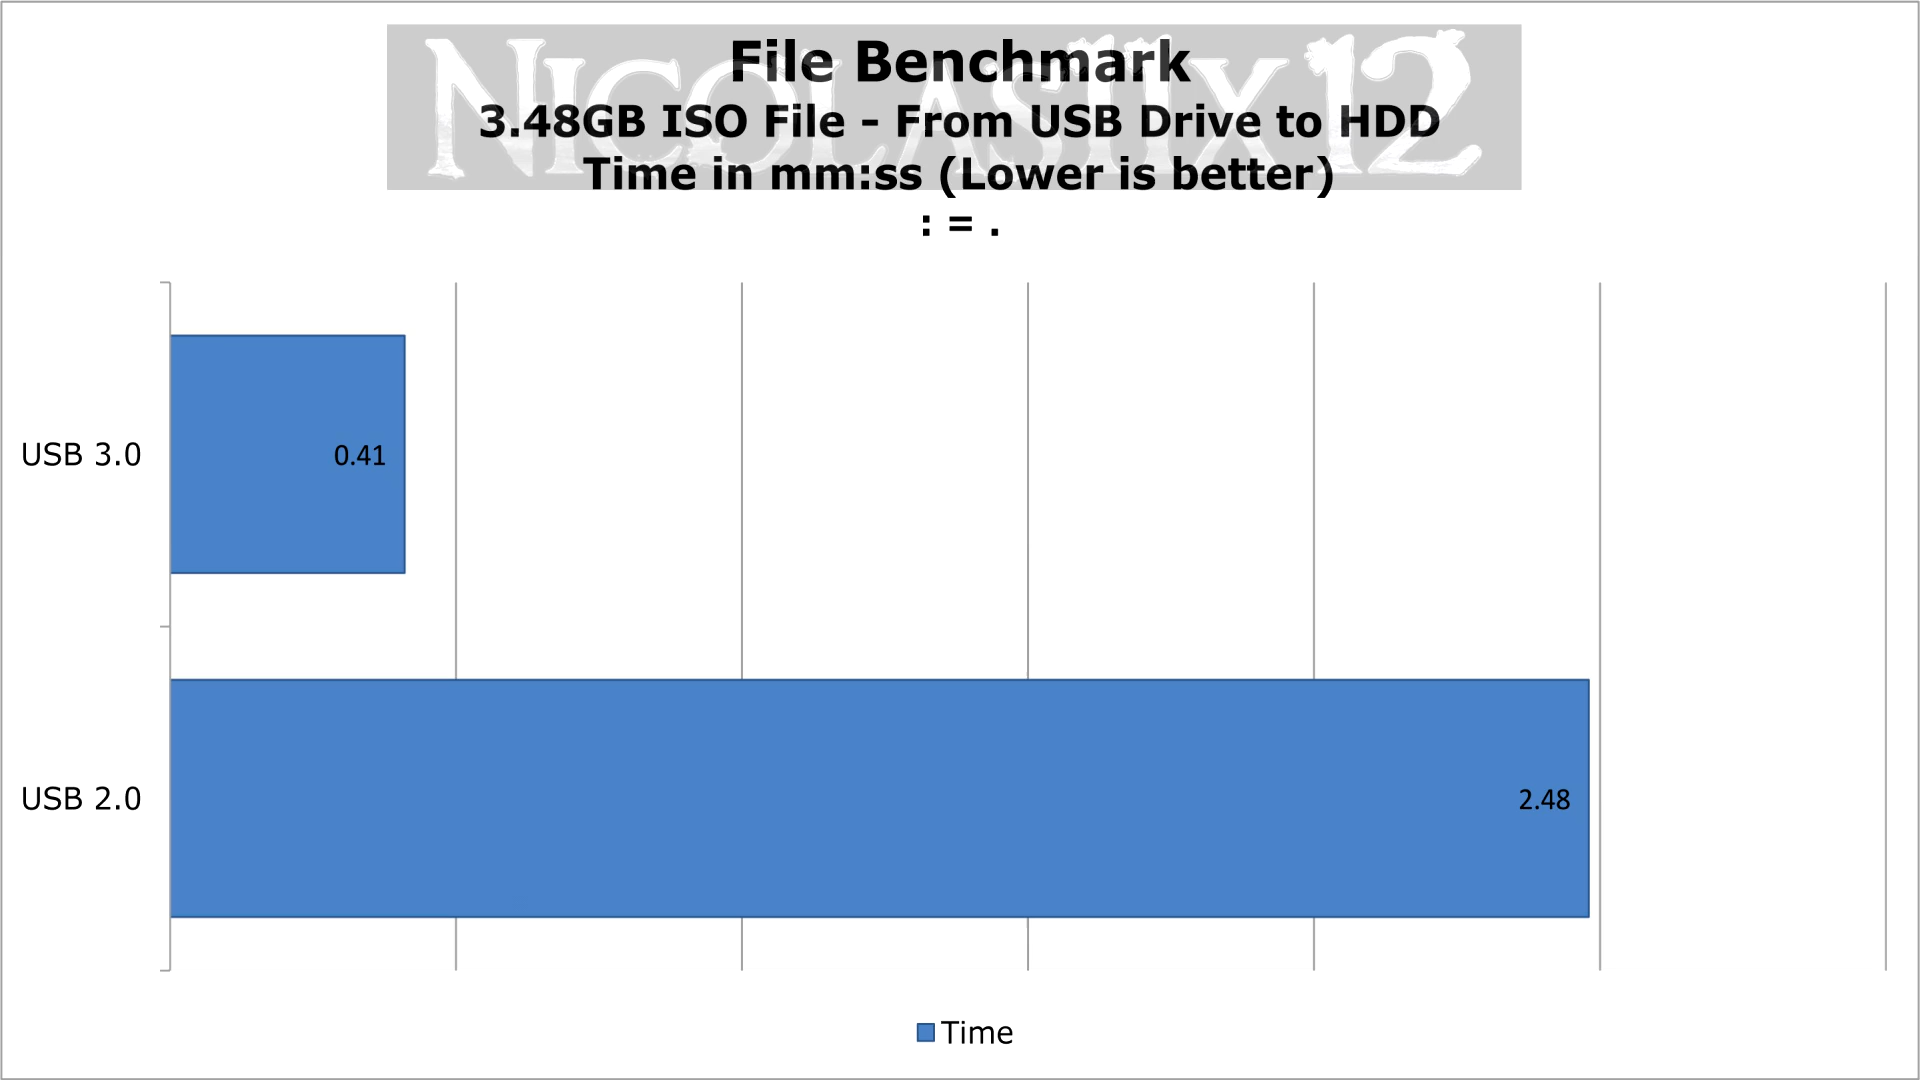 Nicolas11x12
File Benchmark
3.48GB ISO File - From USB Drive to HDD
Time in mm:ss (Lower is better)
: = .
USB 3.0
0.41
USB 2.0
2.48
Time